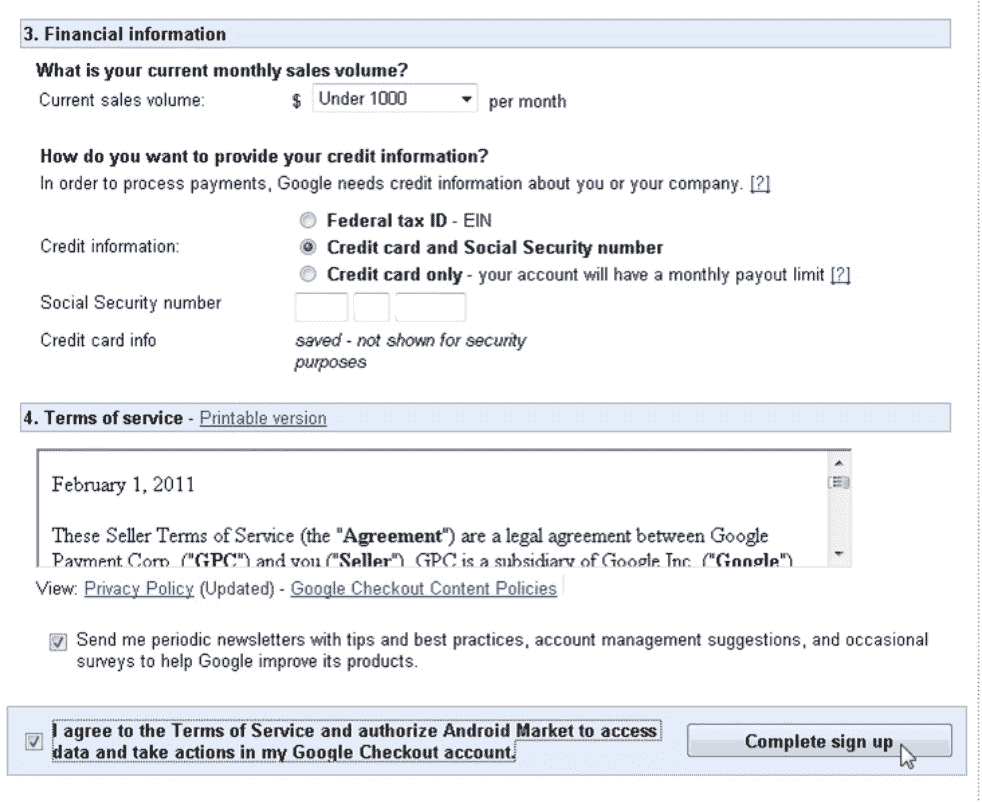 3. Financial information
What is your current monthly sales volume?
Current sales volume: $ Under 1000 per month
How do you want to provide your credit information?
In order to process payments, Google needs credit information about you or your company. [?]
Federal tax ID - EIN
Credit information: Credit card and Social Security number
Credit card only - your account will have a monthly payout limit [?]
Social Security number
Credit card info saved - not shown for security
purposes
4. Terms of service - Printable version
February 1, 2011
These Seller Terms of Service (the "Agreement") are a legal agreement between Google
Payment Corp. ("GPC") and you ("Seller"). GPC is a subsidiary of Google Inc. ("Google")
View: Privacy Policy (Updated) - Google Checkout Content Policies
Send me periodic newsletters with tips and best practices, account management suggestions, and occasional
surveys to help Google improve its products.
I agree to the Terms of Service and authorize Android Market to access
data and take actions in my Google Checkout account.
Complete sign up